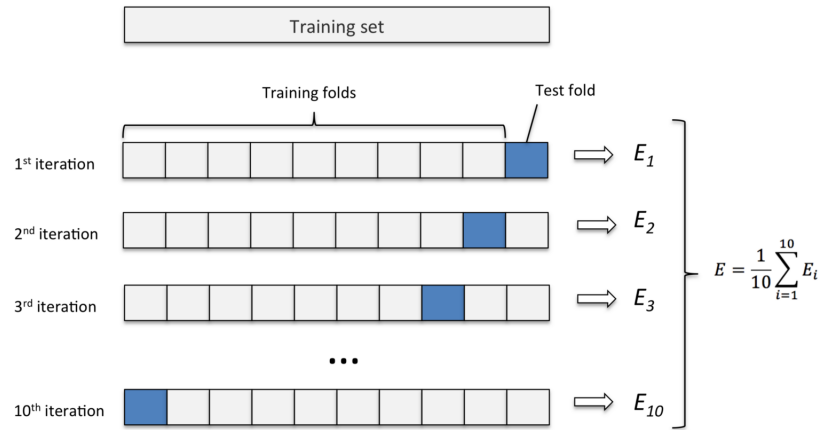 Training set
Training folds
Test fold
1st iteration
E1
2nd iteration
E2
3rd iteration
E3
E = 1/10 ∑ i=1 10 Ei
...
10th iteration
E10